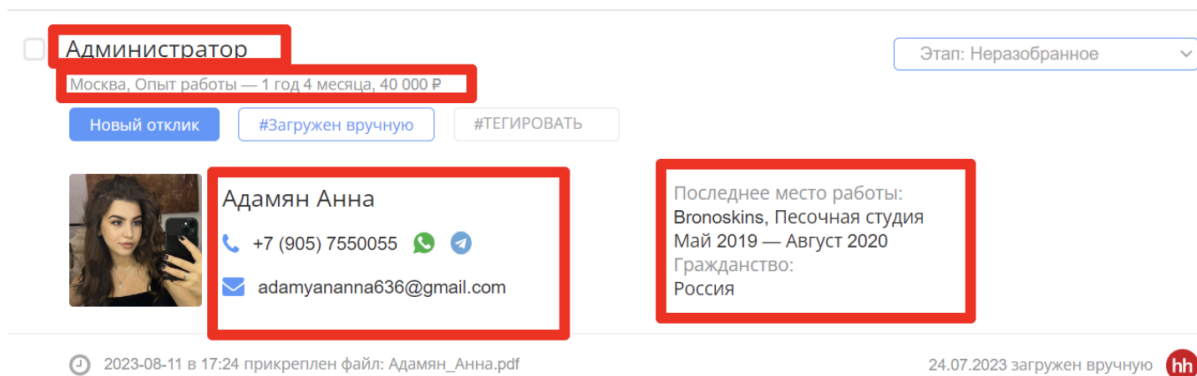 Администратор
Этап: Неразобранное
Москва, Опыт работы — 1 год 4 месяца, 40 000 ₽
Новый отклик
#Загружен вручную
#ТЕГИРОВАТЬ
Адамян Анна
+7 (905) 7550055
adamyananna636@gmail.com
Последнее место работы:
Bronoskins, Песочная студия
Май 2019 — Август 2020
Гражданство:
Россия
2023-08-11 в 17:24 прикреплен файл: Адамян_Анна.pdf
24.07.2023 загружен вручную
hh